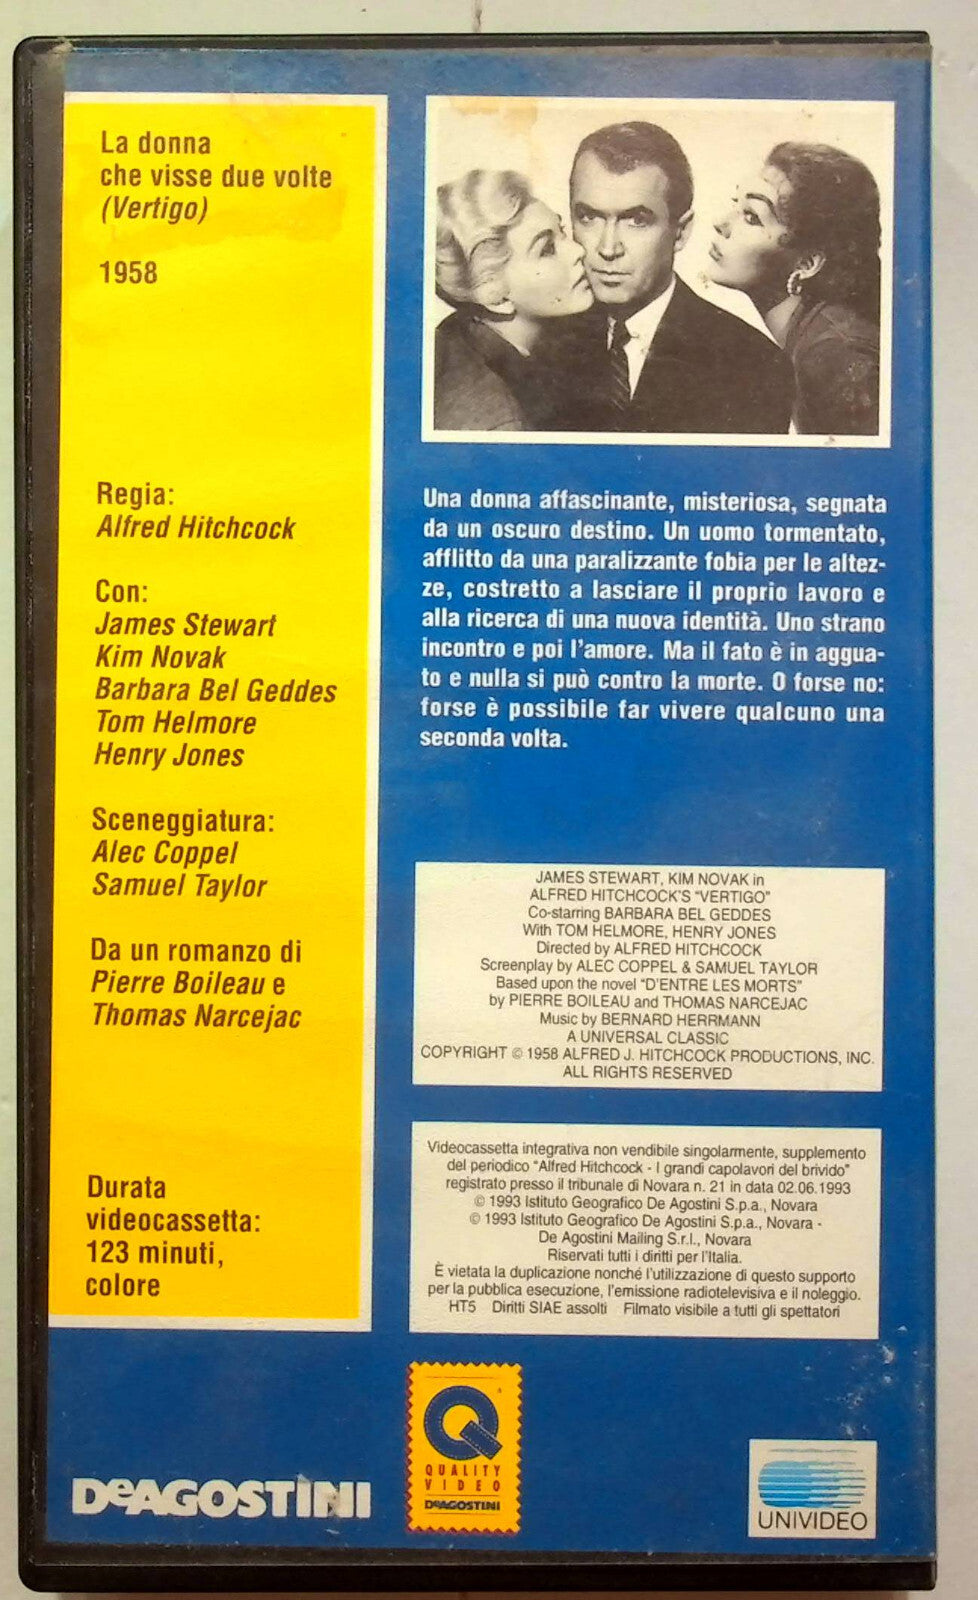 La donna
che visse due volte
(Vertigo)
1958
Regia:
Alfred Hitchcock
Con:
James Stewart
Kim Novak
Barbara Bel Geddes
Tom Helmore
Henry Jones
Sceneggiatura:
Alec Coppel
Samuel Taylor
Da un romanzo di
Pierre Boileau e
Thomas Narcejac
Durata
videocassetta:
123 minuti,
colore
Una donna affascinante, misteriosa, segnata
da un oscuro destino. Un uomo tormentato,
afflitto da una paralizzante fobia per le altez-
ze, costretto a lasciare il proprio lavoro e
alla ricerca di una nuova identità. Uno strano
incontro e poi l'amore. Ma il fato è in aggua-
to e nulla si può contro la morte. O forse no:
forse è possibile far vivere qualcuno una
seconda volta.
JAMES STEWART, KIM NOVAK in
ALFRED HITCHCOCK'S "VERTIGO"
Co-starring BARBARA BEL GEDDES
With TOM HELMORE, HENRY JONES
Directed by ALFRED HITCHCOCK
Screenplay by ALEC COPPEL & SAMUEL TAYLOR
Based upon the novel "D'ENTRE LES MORTS"
by PIERRE BOILEAU and THOMAS NARCEJAC
Music by BERNARD HERRMANN
A UNIVERSAL CLASSIC
COPYRIGHT © 1958 ALFRED J. HITCHCOCK PRODUCTIONS, INC.
ALL RIGHTS RESERVED
Videocassetta integrativa non vendibile singolarmente, supplemento
del periodico "Alfred Hitchcock - I grandi capolavori del brivido"
registrato presso il tribunale di Novara n. 21 in data 02.06.1993
© 1993 Istituto Geografico De Agostini S.p.a., Novara
© 1993 Istituto Geografico De Agostini S.p.a., Novara -
De Agostini Mailing S.r.l., Novara
Riservati tutti i diritti per l'Italia.
È vietata la duplicazione nonché l'utilizzazione di questo supporto
per la pubblica esecuzione, l'emissione radiotelevisiva e il noleggio.
HT5 Diritti SIAE assolti Filmato visibile a tutti gli spettatori
DeAGOSTINI
Q
QUALITY
VIDEO
DeAGOSTINI
UNIVIDEO